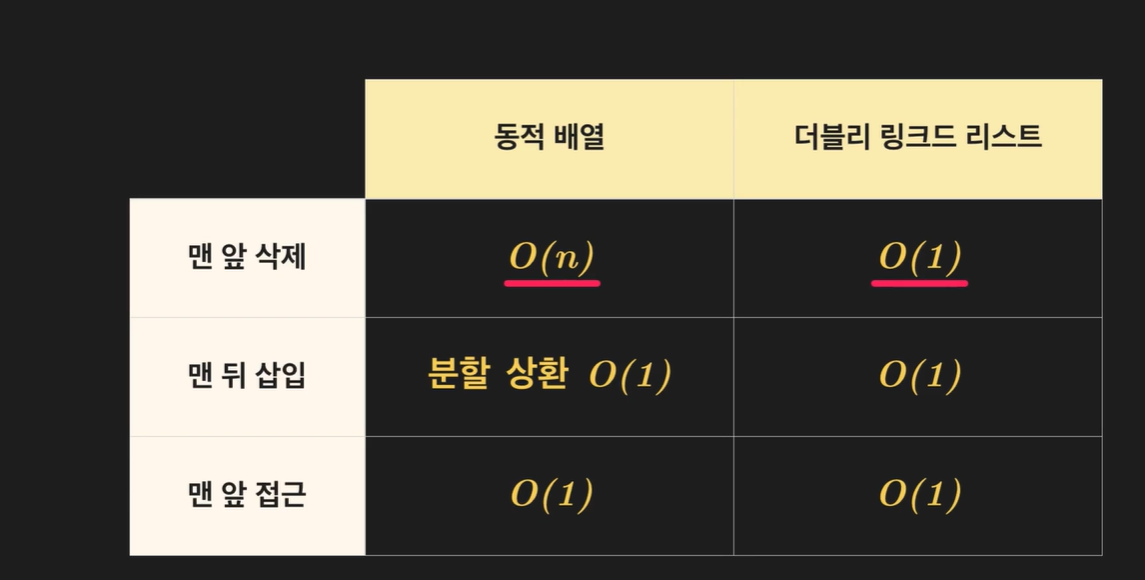 동적 배열 더블리 링크드 리스트
맨 앞 삭제 O(n) O(1)
맨 뒤 삽입 분할 상환 O(1) O(1)
맨 앞 접근 O(1) O(1)